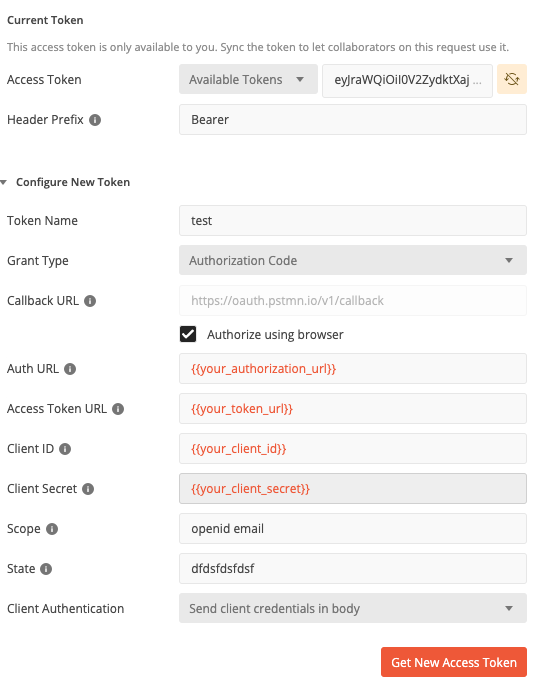 Current Token
This access token is only available to you. Sync the token to let collaborators on this request use it.
Access Token Available Tokens eyJraWQiOiI0V2ZydktXaj ...
Header Prefix Bearer
Configure New Token
Token Name test
Grant Type Authorization Code
Callback URL https://oauth.pstmn.io/v1/callback
Authorize using browser
Auth URL {{your_authorization_url}}
Access Token URL {{your_token_url}}
Client ID {{your_client_id}}
Client Secret {{your_client_secret}}
Scope openid email
State dfdsfdsfdsf
Client Authentication Send client credentials in body
Get New Access Token